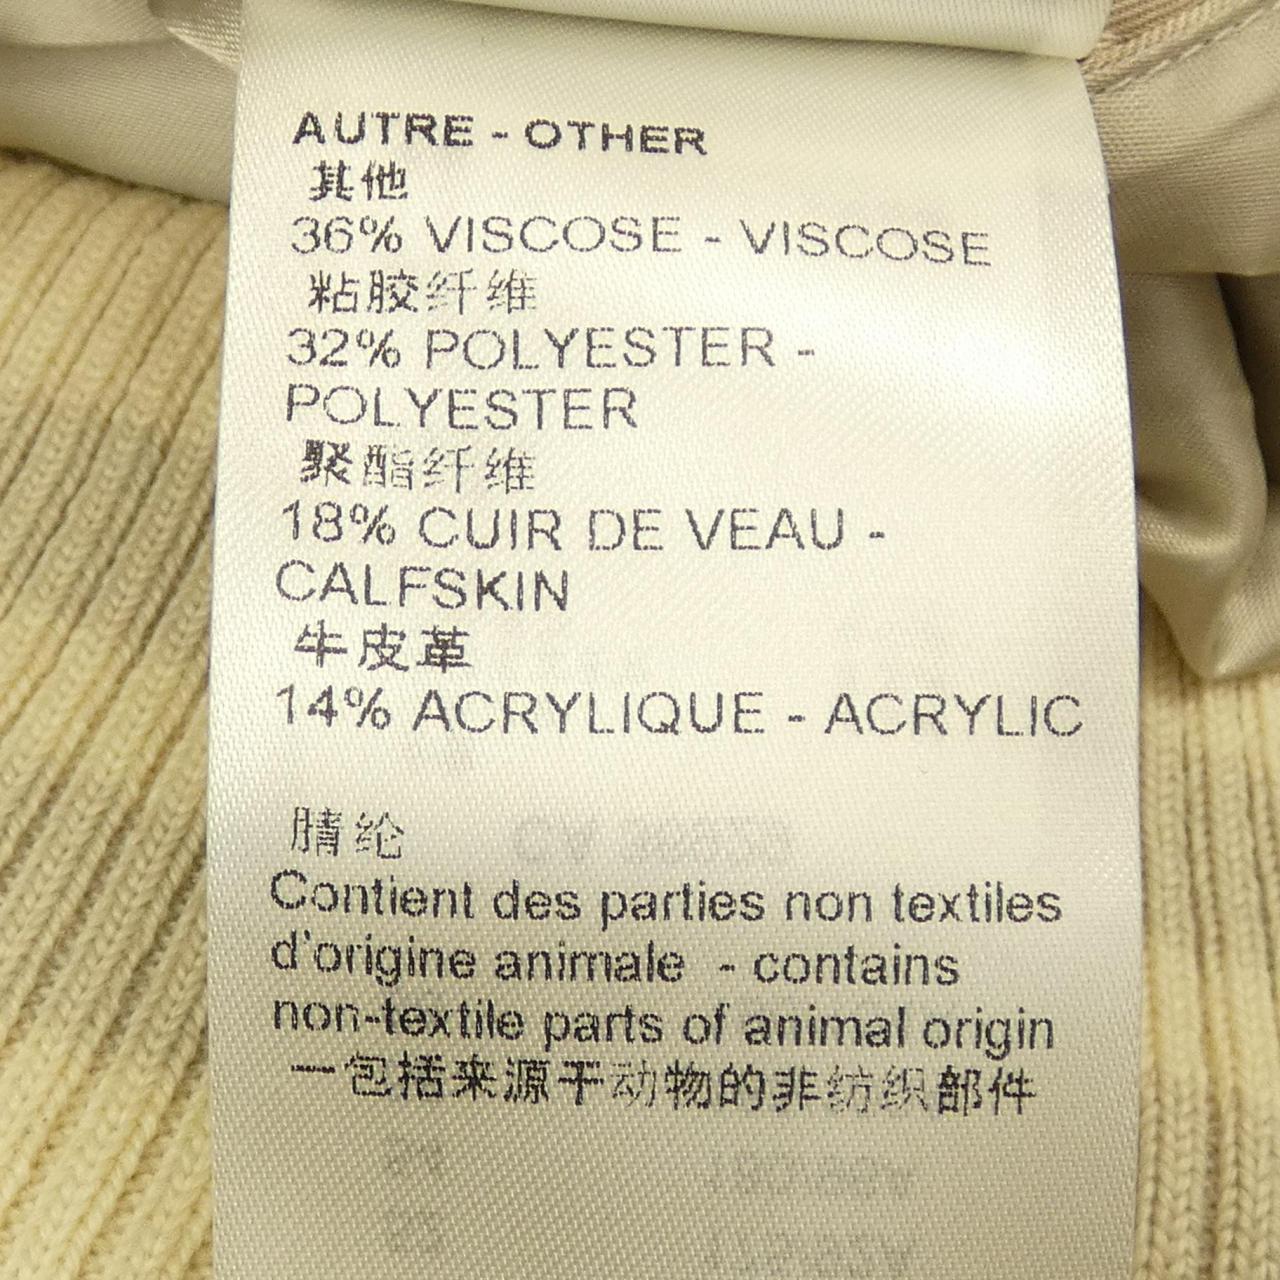 AUTRE - OTHER
其他
36% VISCOSE - VISCOSE
粘胶纤维
32% POLYESTER -
POLYESTER
聚酯纤维
18% CUIR DE VEAU -
CALFSKIN
牛皮革
14% ACRYLIQUE - ACRYLIC
腈纶
Contient des parties non textiles
d'origine animale - contains
non-textile parts of animal origin
一包括来源于动物的非纺织部件